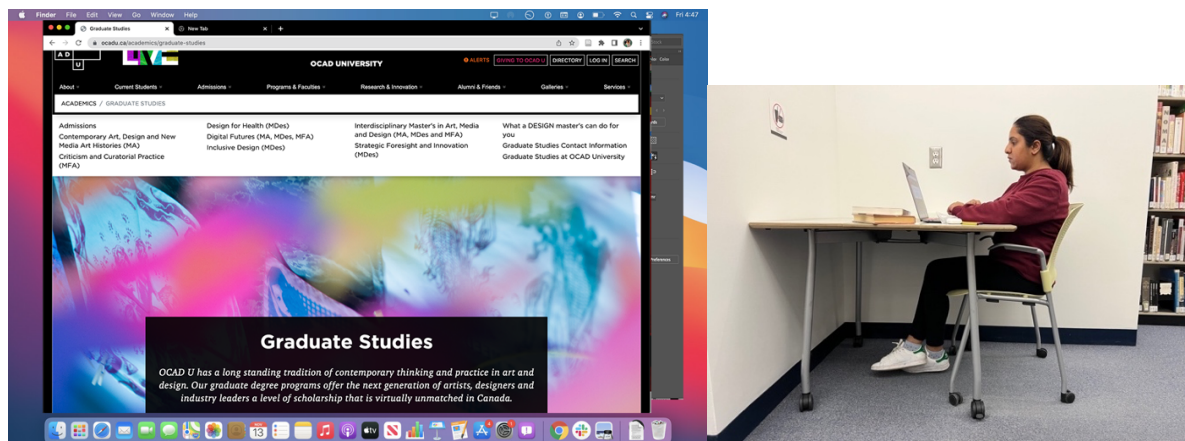 Finder File Edit View Go Window Help
Fri 4:47
Graduate Studies
New Tab
ocadu.ca/academics/graduate-studies
AD
U
LIVE
OCAD UNIVERSITY
ALERTS GIVING TO OCAD U DIRECTORY LOG IN SEARCH
About Current Students Admissions Programs & Faculties Research & Innovation Alumni & Friends Galleries Services
ACADEMICS / GRADUATE STUDIES
Admissions
Contemporary Art, Design and New
Media Art Histories (MA)
Criticism and Curatorial Practice
(MFA)
Design for Health (MDes)
Digital Futures (MA, MDes, MFA)
Inclusive Design (MDes)
Interdisciplinary Master's in Art, Media
and Design (MA, MDes and MFA)
Strategic Foresight and Innovation
(MDes)
What a DESIGN master's can do for
you
Graduate Studies Contact Information
Graduate Studies at OCAD University
Color
Preferences
Graduate Studies
OCAD U has a long standing tradition of contemporary thinking and practice in art and
design. Our graduate degree programs offer the next generation of artists, designers and
industry leaders a level of scholarship that is virtually unmatched in Canada.
NOV
13
tv